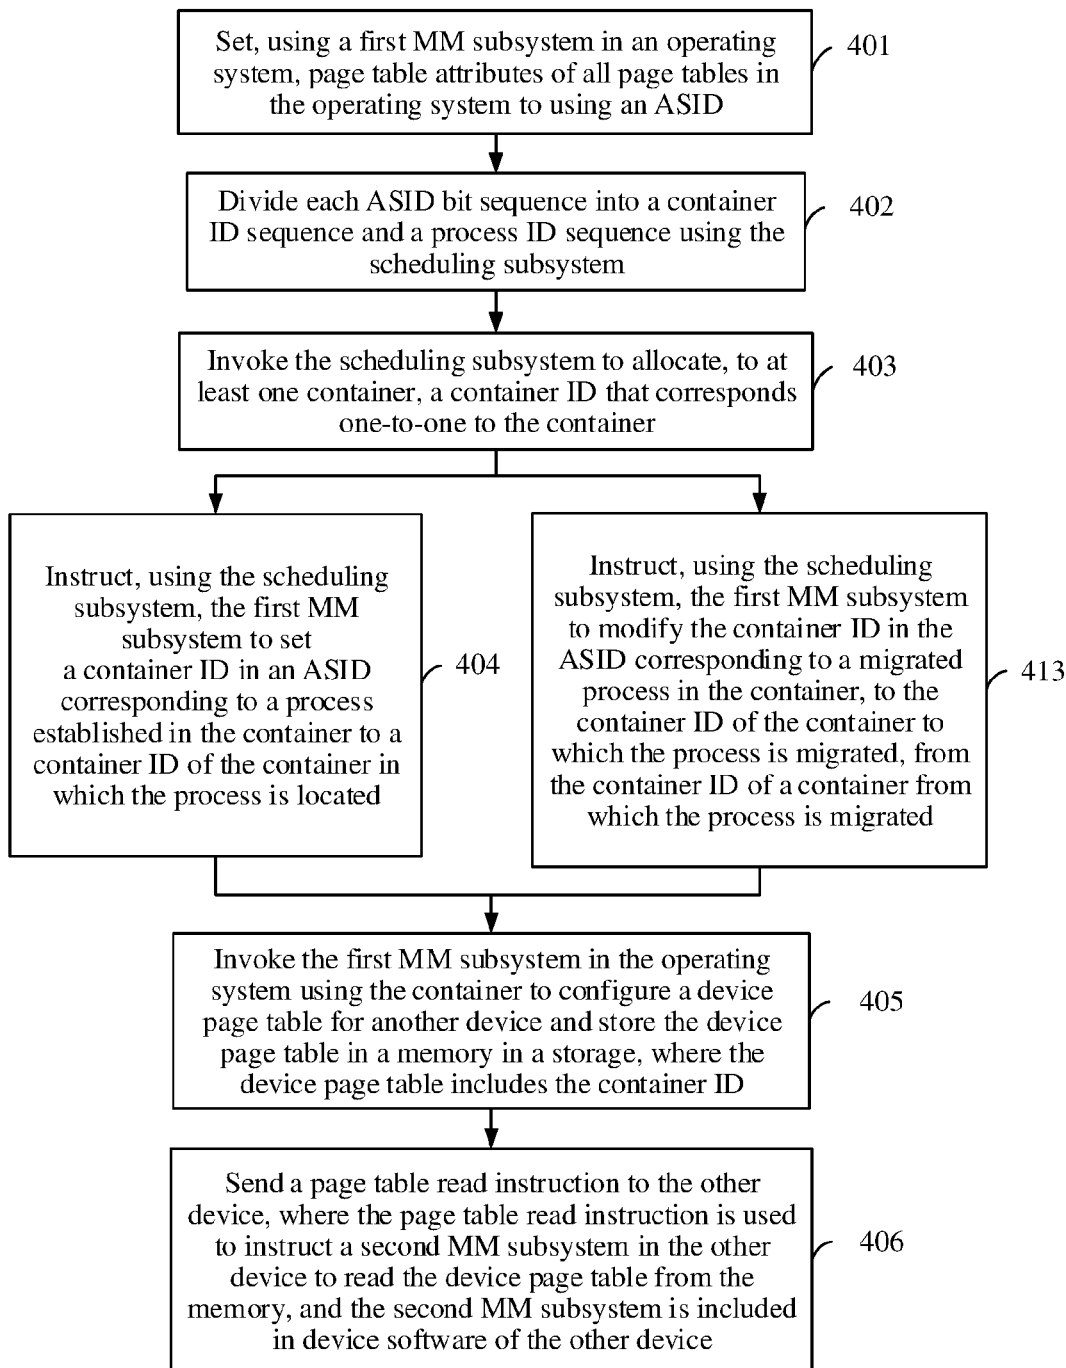 Set, using a first MM subsystem in an operating
system, page table attributes of all page tables in
the operating system to using an ASID
401
Divide each ASID bit sequence into a container
ID sequence and a process ID sequence using the
scheduling subsystem
402
Invoke the scheduling subsystem to allocate, to at
least one container, a container ID that corresponds
one-to-one to the container
403
Instruct, using the scheduling
subsystem, the first MM
subsystem to set
a container ID in an ASID
corresponding to a process
established in the container to a
container ID of the container in
which the process is located
404
Instruct, using the scheduling
subsystem, the first MM subsystem
to modify the container ID in the
ASID corresponding to a migrated
process in the container, to the
container ID of the container to
which the process is migrated, from
the container ID of a container from
which the process is migrated
413
Invoke the first MM subsystem in the operating
system using the container to configure a device
page table for another device and store the device
page table in a memory in a storage, where the
device page table includes the container ID
405
Send a page table read instruction to the other
device, where the page table read instruction is used
to instruct a second MM subsystem in the other
device to read the device page table from the
memory, and the second MM subsystem is included
in device software of the other device
406